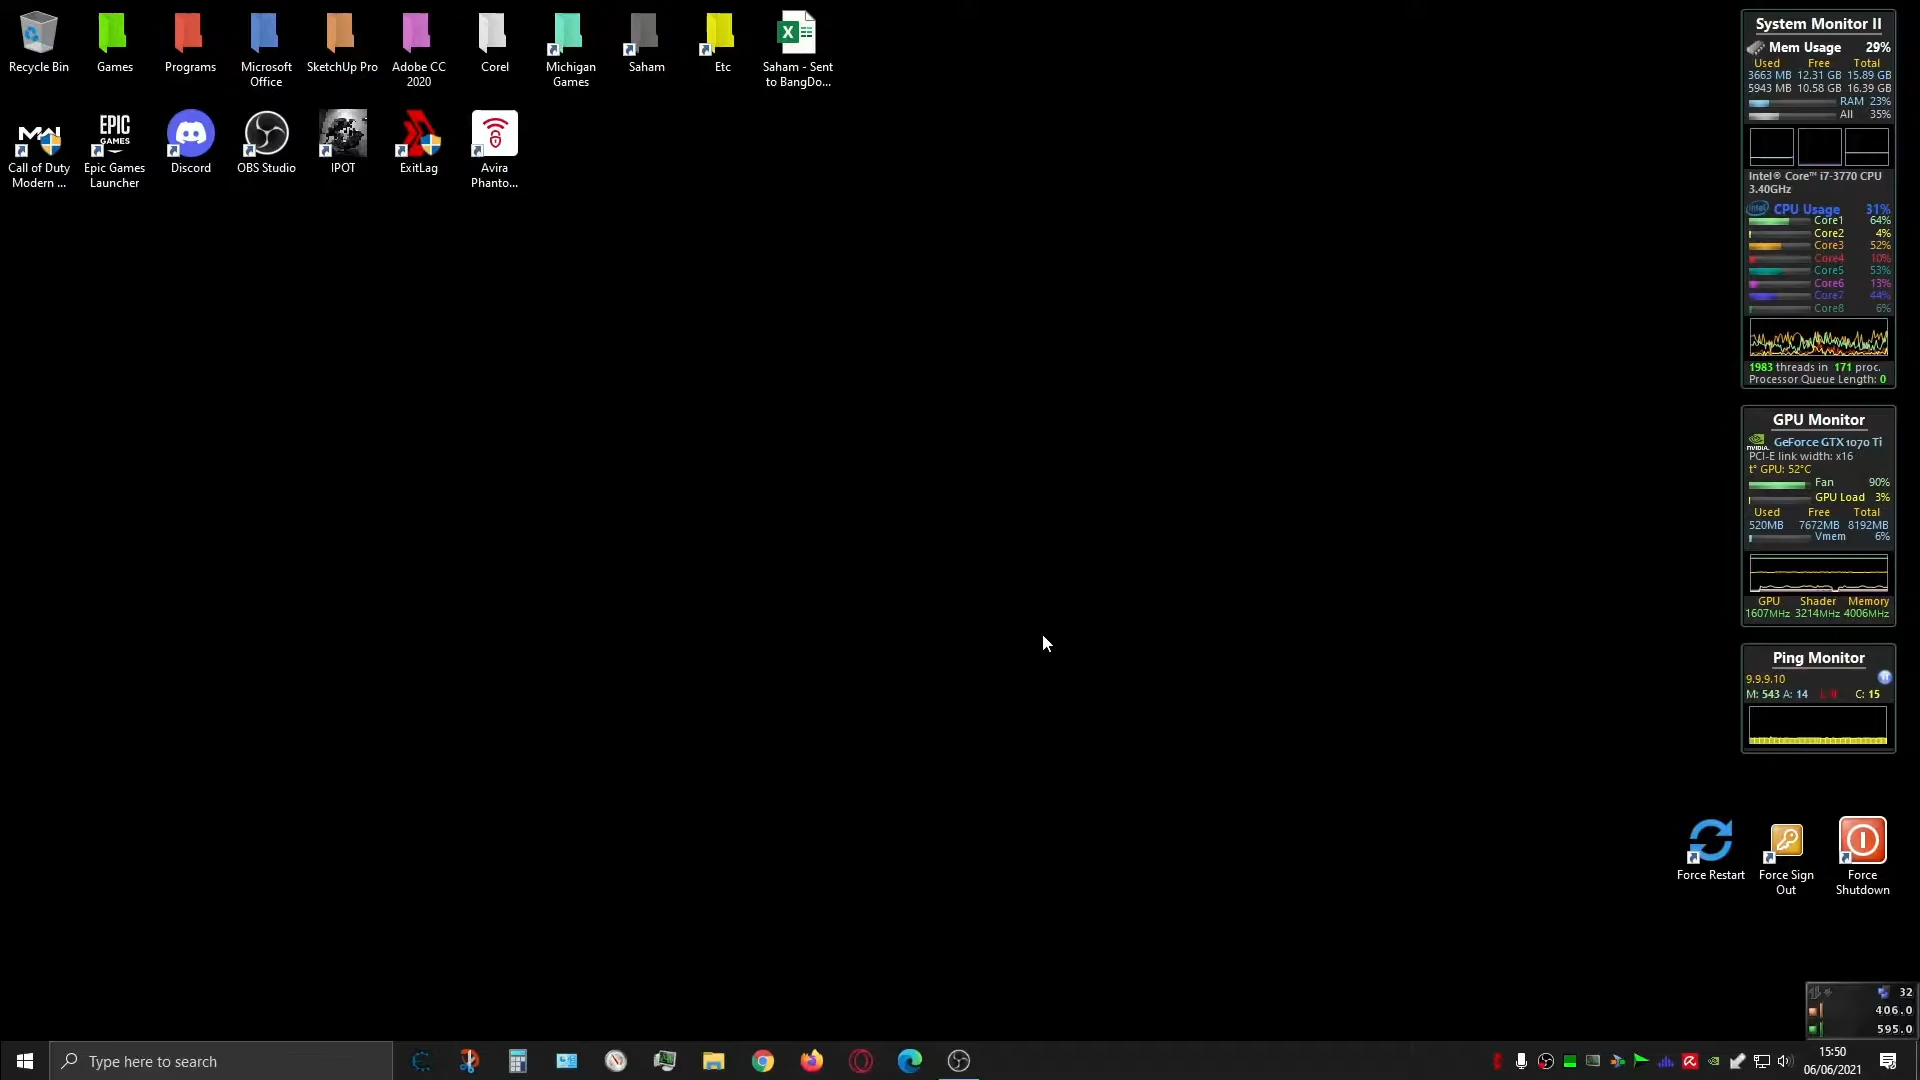 Recycle Bin
Games
Programs
Microsoft
Office
SketchUp Pro
Adobe CC
2020
Corel
Michigan
Games
Saham
Etc
Saham - Sent
to BangDo...
Call of Duty
Modern ...
EPIC
GAMES
Epic Games
Launcher
Discord
OBS Studio
IPOT
ExitLag
Avira
Phanto...
System Monitor II
Mem Usage 29%
Used Free Total
3663 MB 12.31 GB 15.89 GB
5943 MB 10.58 GB 16.39 GB
RAM 23%
All 35%
Intel® Core™ i7-3770 CPU
3.40GHz
CPU Usage 31%
Core1 64%
Core2 4%
Core3 52%
Core4 10%
Core5 53%
Core6 13%
Core7 44%
Core8 6%
1983 threads in 171 proc.
Processor Queue Length: 0
GPU Monitor
GeForce GTX 1070 Ti
PCI-E link width: x16
t° GPU: 52°C
Fan 90%
GPU Load 3%
Used Free Total
520MB 7672MB 8192MB
Vmem 6%
GPU Shader Memory
1607MHz 3214MHz 4006MHz
Ping Monitor
9.9.9.10
M: 543 A: 14 L: 0 C: 15
Force Restart
Force Sign
Out
Force
Shutdown
32
406.0
595.0
Type here to search
15:50
06/06/2021